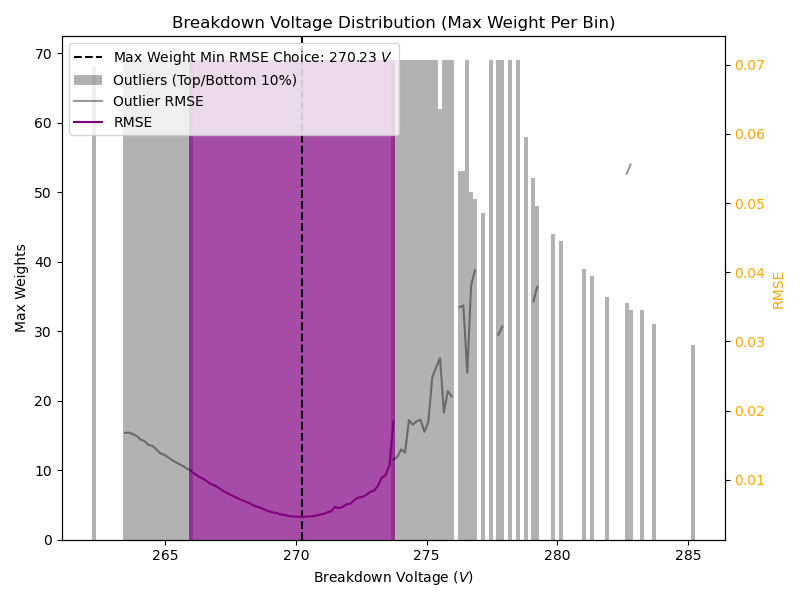 Breakdown Voltage Distribution (Max Weight Per Bin)
Max Weight Min RMSE Choice: 270.23 V
Outliers (Top/Bottom 10%)
Outlier RMSE
RMSE
Max Weights
70
60
50
40
30
20
10
0
0.07
0.06
0.05
0.04
0.03
0.02
0.01
RMSE
265 270 275 280 285
Breakdown Voltage (V)